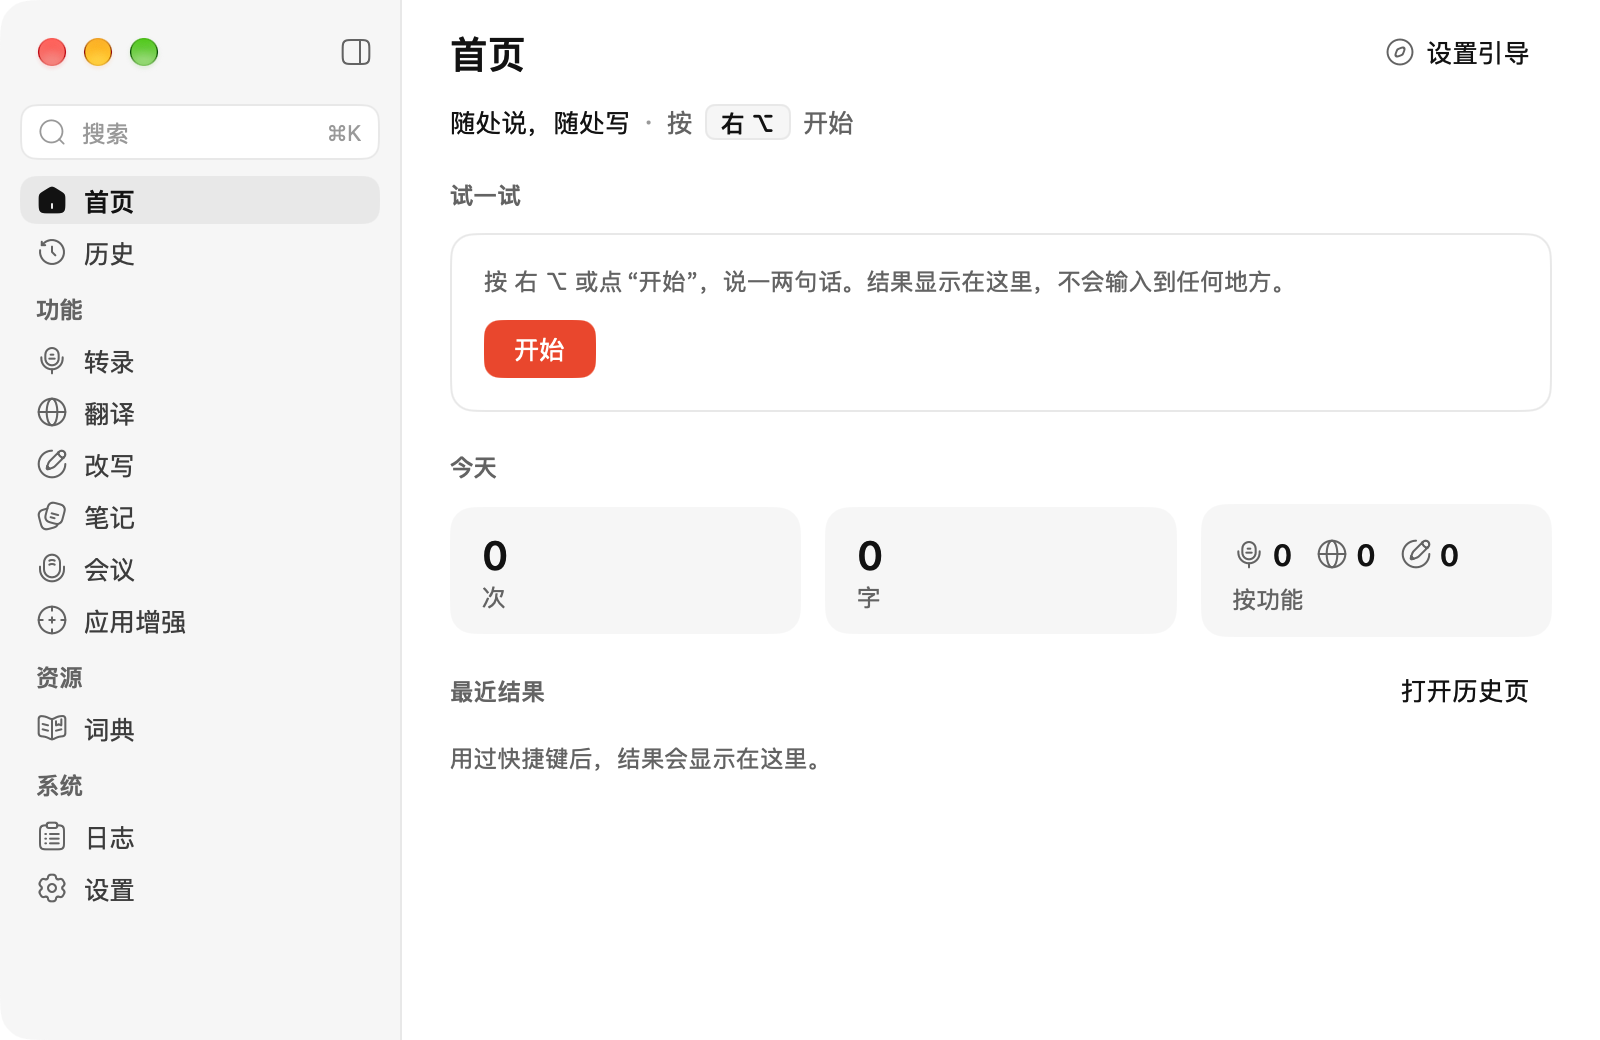 搜索 ⌘K
首页
历史
功能
转录
翻译
改写
笔记
会议
应用增强
资源
词典
系统
日志
设置
首页
设置引导
随处说，随处写 · 按 右 ⌥ 开始
试一试
按 右 ⌥ 或点 “开始”，说一两句话。结果显示在这里，不会输入到任何地方。
开始
今天
0
次
0
字
0 0 0
按功能
最近结果
打开历史页
用过快捷键后，结果会显示在这里。